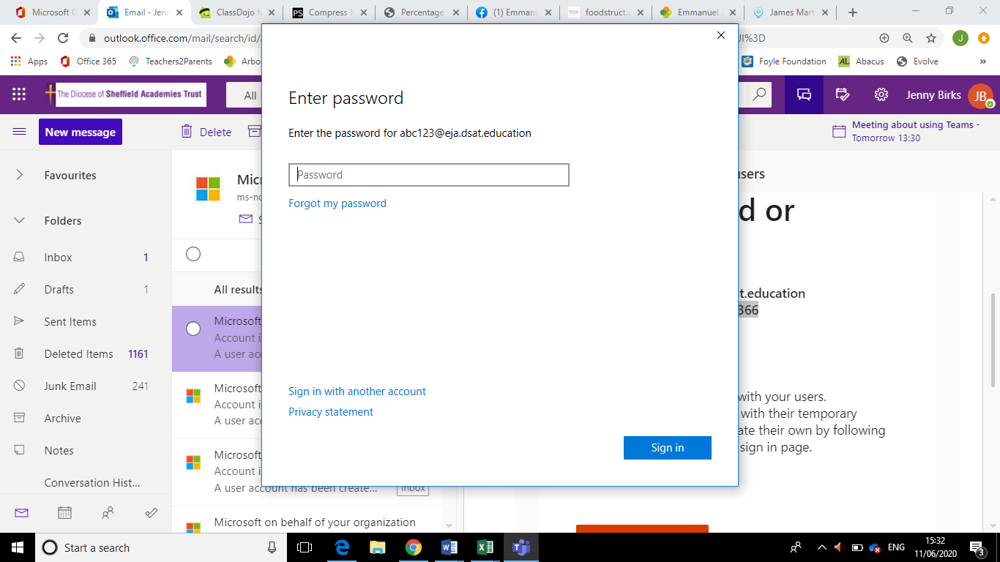 Microsoft O
Email - Jenn
ClassDojo f
Compress M
Percentage
(1) Emmanu
foodstruct.c
Emmanuel A
James Mart
outlook.office.com/mail/search/id/
JI%3D
J
Apps
Office 365
Teachers2Parents
Arbo
Foyle Foundation
Abacus
Evolve
The Diocese of Sheffield Academies Trust
All
Jenny Birks
JB
New message
Delete
Meeting about using Teams -
Tomorrow 13:30
Favourites
Folders
Inbox 1
Drafts 1
Sent Items
Deleted Items 1161
Junk Email 241
Archive
Notes
Conversation Hist...
Micr
ms-no
S
All results
Microsoft
Account i
A user acc
Microsoft
Account i
A user acc
Microsoft
Account i
A user account has been create...
Inbox
Microsoft on behalf of your organization
Enter password
Enter the password for abc123@eja.dsat.education
Password
Forgot my password
Sign in with another account
Privacy statement
Sign in
users
d or
t.education
366
with your users.
with their temporary
ate their own by following
sign in page.
Start a search
ENG
15:32
11/06/2020
3